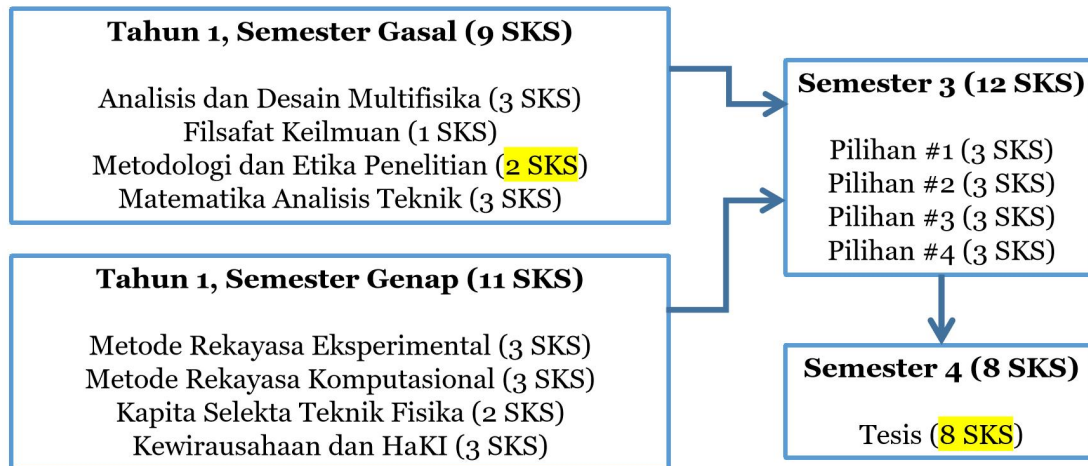 Tahun 1, Semester Gasal (9 SKS)
Analisis dan Desain Multifisika (3 SKS)
Filsafat Keilmuan (1 SKS)
Metodologi dan Etika Penelitian (2 SKS)
Matematika Analisis Teknik (3 SKS)
Tahun 1, Semester Genap (11 SKS)
Metode Rekayasa Eksperimental (3 SKS)
Metode Rekayasa Komputasional (3 SKS)
Kapita Selekta Teknik Fisika (2 SKS)
Kewirausahaan dan HaKI (3 SKS)
Semester 3 (12 SKS)
Pilihan #1 (3 SKS)
Pilihan #2 (3 SKS)
Pilihan #3 (3 SKS)
Pilihan #4 (3 SKS)
Semester 4 (8 SKS)
Tesis (8 SKS)